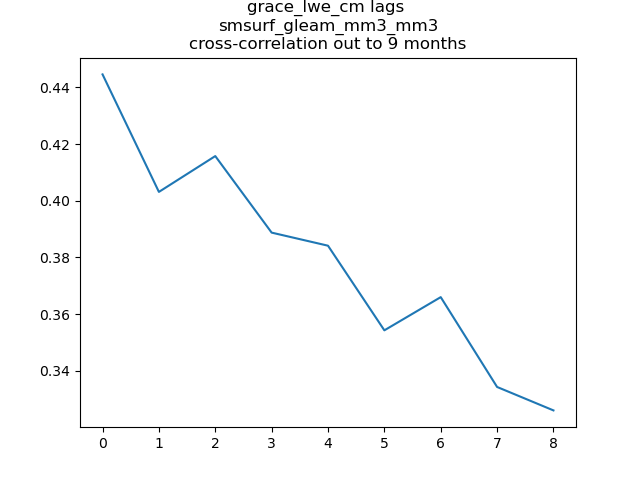 grace_lwe_cm lags
smsurf_gleam_mm3_mm3
cross-correlation out to 9 months
0.44
0.42
0.40
0.38
0.36
0.34
0 1 2 3 4 5 6 7 8